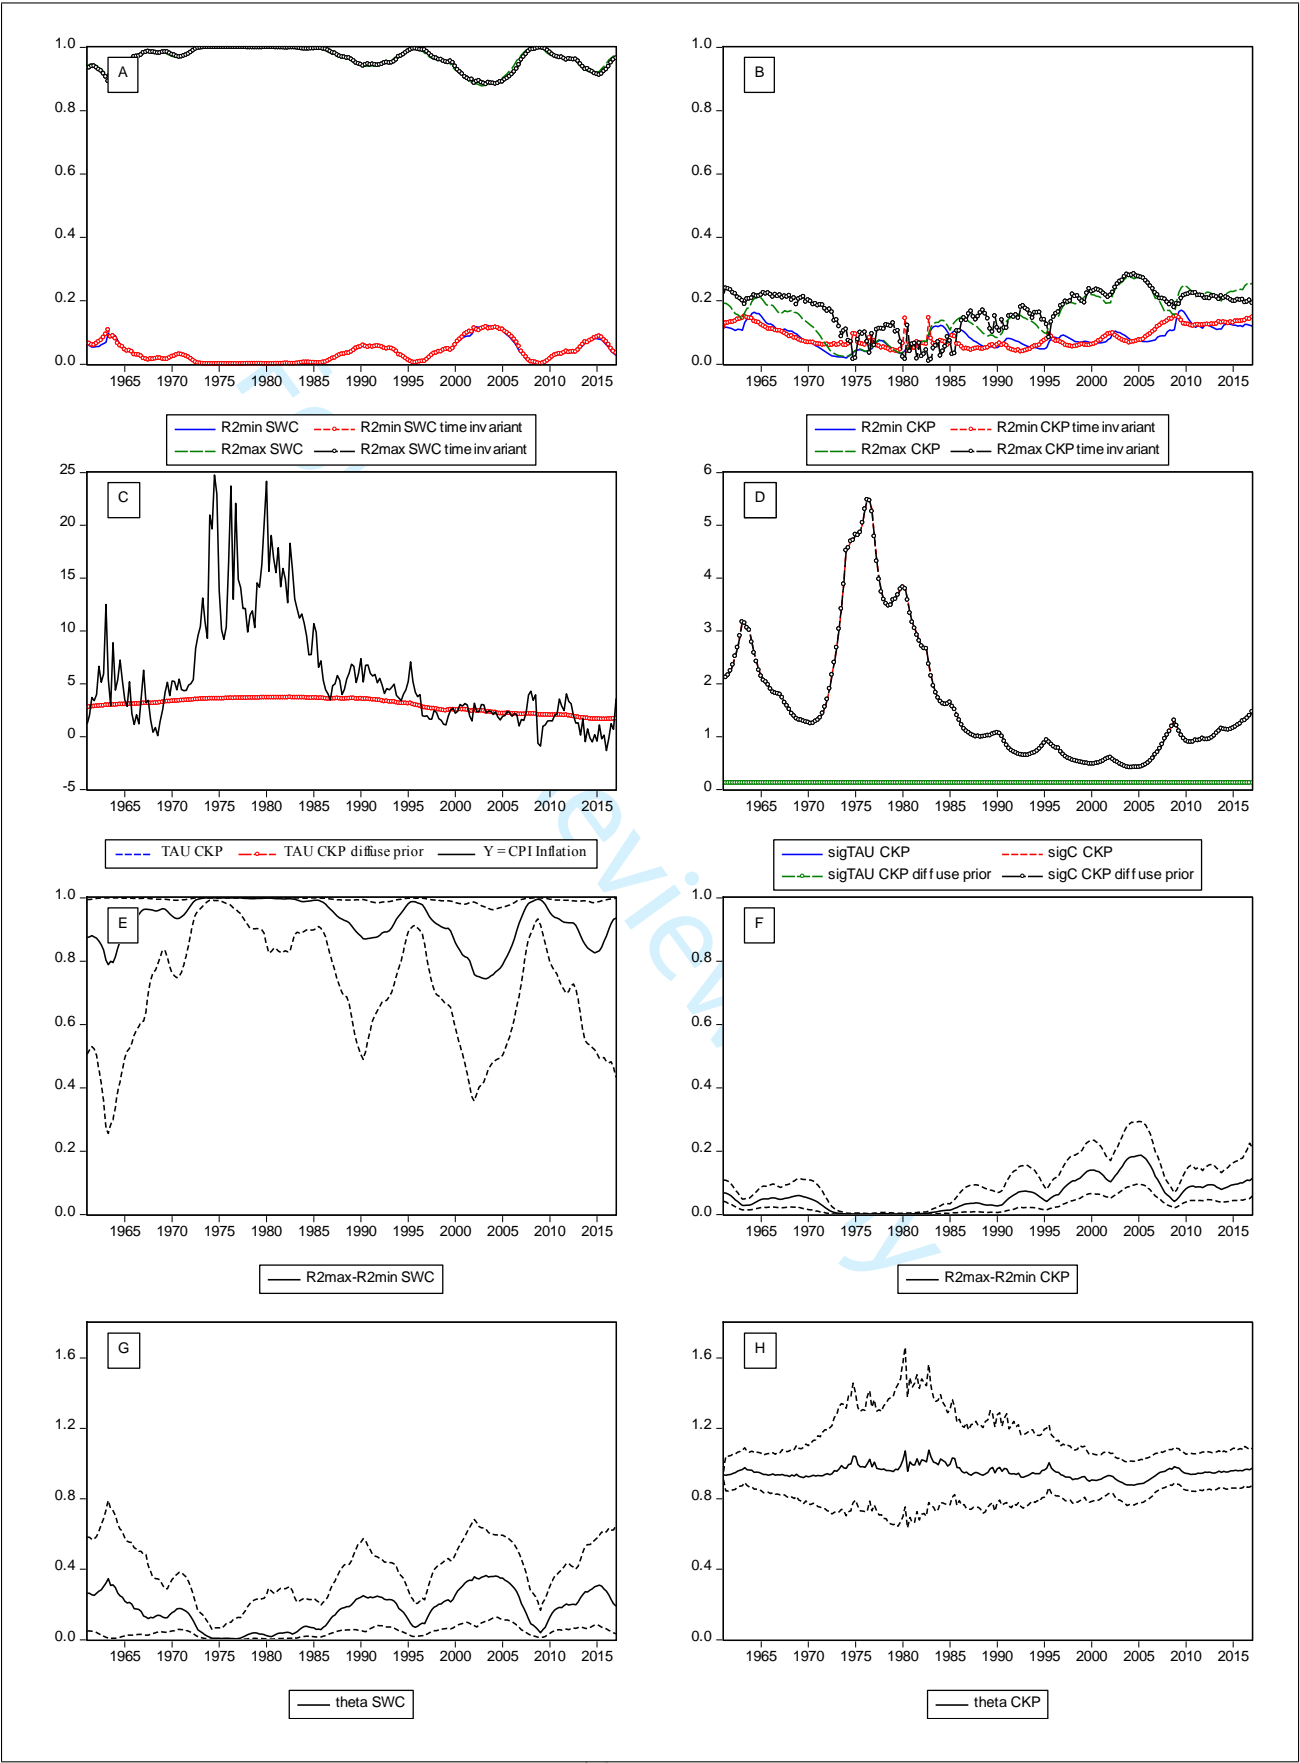 A
1.0
0.8
0.6
0.4
0.2
0.0
1965 1970 1975 1980 1985 1990 1995 2000 2005 2010 2015
R2min SWC R2min SWC time invariant
R2max SWC R2max SWC time invariant
B
1.0
0.8
0.6
0.4
0.2
0.0
1965 1970 1975 1980 1985 1990 1995 2000 2005 2010 2015
R2min CKP R2min CKP time invariant
R2max CKP R2max CKP time invariant
C
25
20
15
10
5
0
-5
1965 1970 1975 1980 1985 1990 1995 2000 2005 2010 2015
TAU CKP TAU CKP diffuse prior Y = CPI Inflation
D
6
5
4
3
2
1
0
1965 1970 1975 1980 1985 1990 1995 2000 2005 2010 2015
sigTAU CKP sigC CKP
sigTAU CKP diffuse prior sigC CKP diffuse prior
E
1.0
0.8
0.6
0.4
0.2
0.0
1965 1970 1975 1980 1985 1990 1995 2000 2005 2010 2015
R2max-R2min SWC
F
1.0
0.8
0.6
0.4
0.2
0.0
1965 1970 1975 1980 1985 1990 1995 2000 2005 2010 2015
R2max-R2min CKP
G
1.6
1.2
0.8
0.4
0.0
1965 1970 1975 1980 1985 1990 1995 2000 2005 2010 2015
theta SWC
H
1.6
1.2
0.8
0.4
0.0
1965 1970 1975 1980 1985 1990 1995 2000 2005 2010 2015
theta CKP